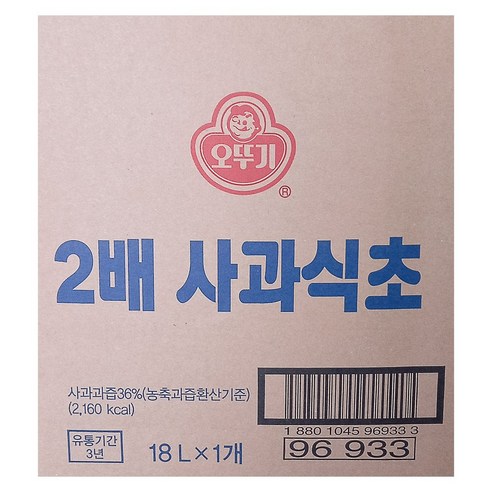 오뚜기
®
2배 사과식초
사과과즙36%(농축과즙환산기준)
(2,160 kcal)
1 880 1045 96933 3
유통기간
3년
18 L×1개
96 933